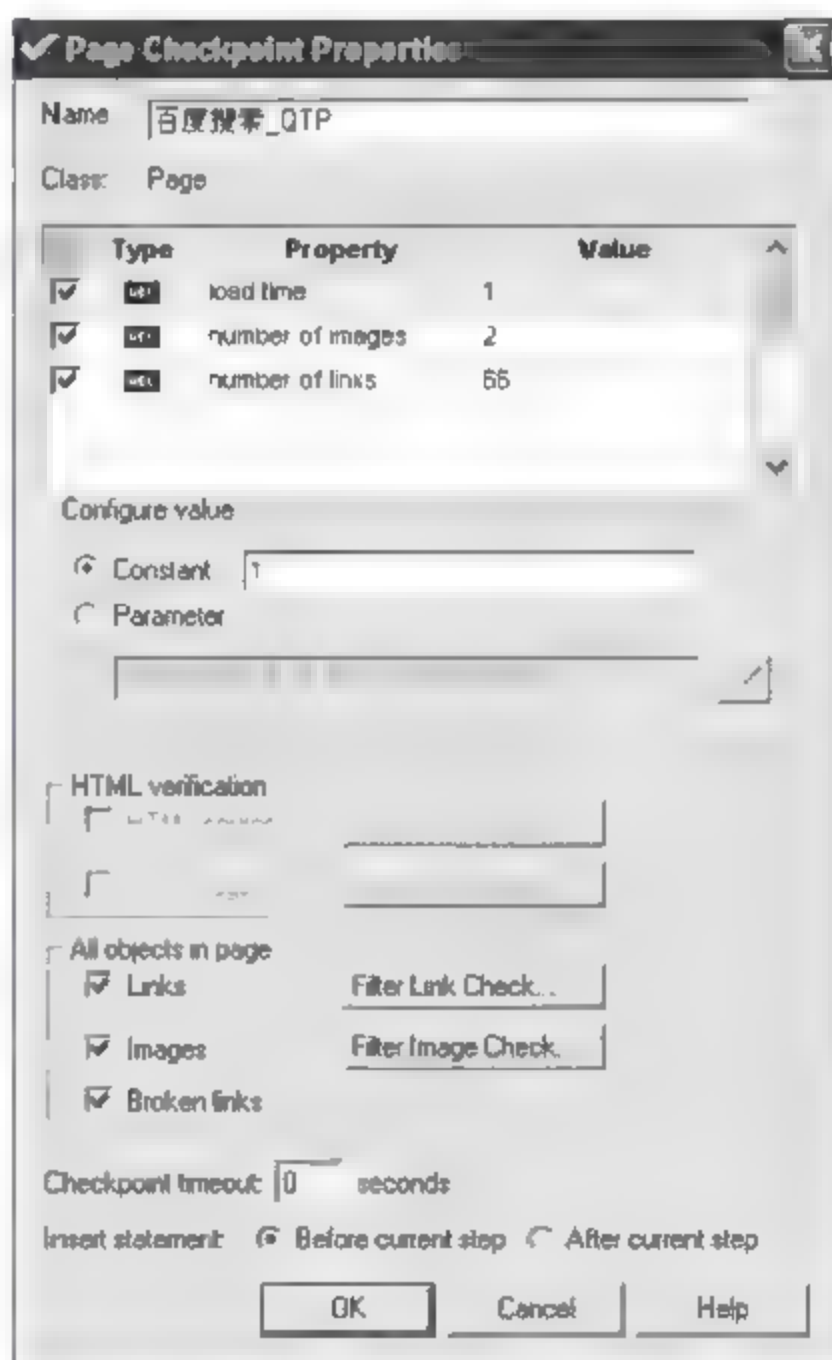 Page Checkpoint Properties
Name 百度搜索_QTP
Class: Page
Type Property Value
load time 1
number of images 2
number of links 66
Configure value
Constant 1
Parameter
HTML verification
All objects in page
Links Filter Link Check...
Images Filter Image Check.
Broken links
Checkpoint timeout: 0 seconds
Insert statement: Before current step After current step
OK Cancel Help